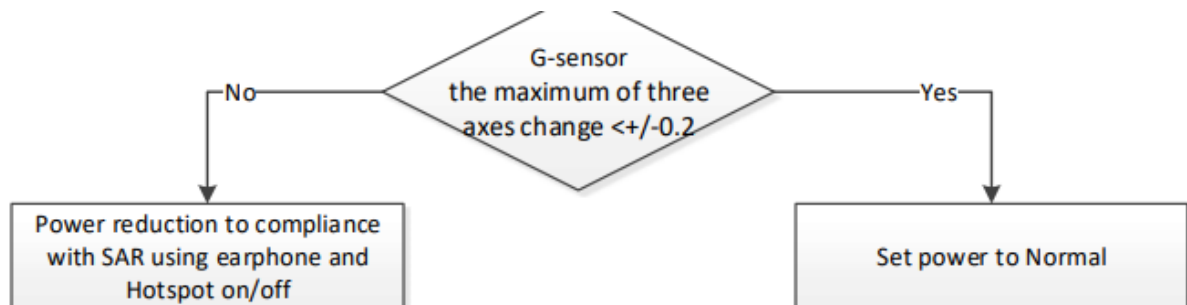 G-sensor
the maximum of three
axes change <+/-0.2
No
Yes
Power reduction to compliance
with SAR using earphone and
Hotspot on/off
Set power to Normal